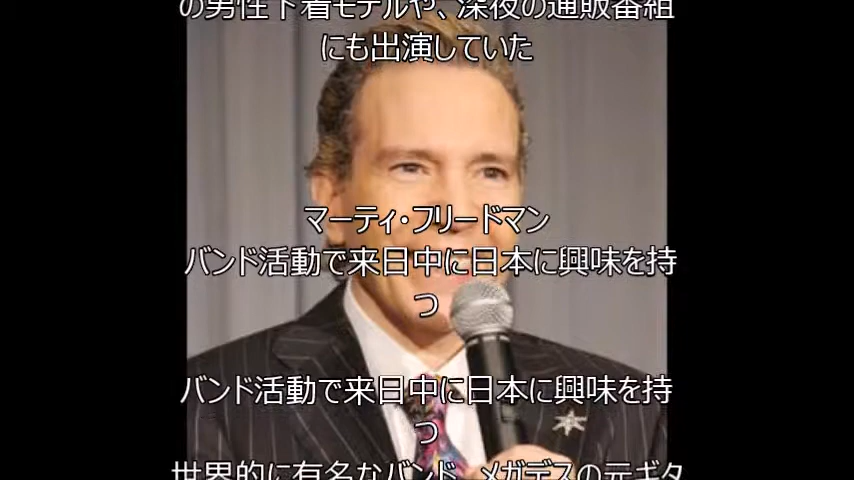 の男性下着モデルや、深夜の通販番組
にも出演していた
マーティ・フリードマン
バンド活動で来日中に日本に興味を持
つ
バンド活動で来日中に日本に興味を持
つ
世界的に有名なバンド、メガデスの元ギタ